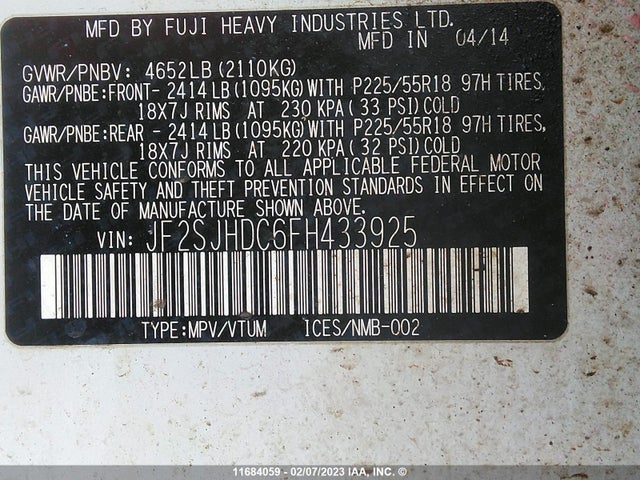 MFD BY FUJI HEAVY INDUSTRIES LTD.
MFD IN 04/14
GVWR/PNBV: 4652LB (2110KG)
GAWR/PNBE:FRONT- 2414 LB (1095KG) WITH P225/55R18 97H TIRES,
18X7J RIMS AT 230 KPA ( 33 PSI) COLD
GAWR/PNBE:REAR - 2414 LB (1095KG) WITH P225/55R18 97H TIRES,
18X7J RIMS AT 220 KPA ( 32 PSI) COLD
THIS VEHICLE CONFORMS TO ALL APPLICABLE FEDERAL MOTOR
VEHICLE SAFETY AND THEFT PREVENTION STANDARDS IN EFFECT ON
THE DATE OF MANUFACTURE SHOWN ABOVE.
VIN: JF2SJHDC6FH433925
TYPE:MPV/VTUM ICES/NMB-002
11684059 - 02/07/2023 IAA, INC. ©